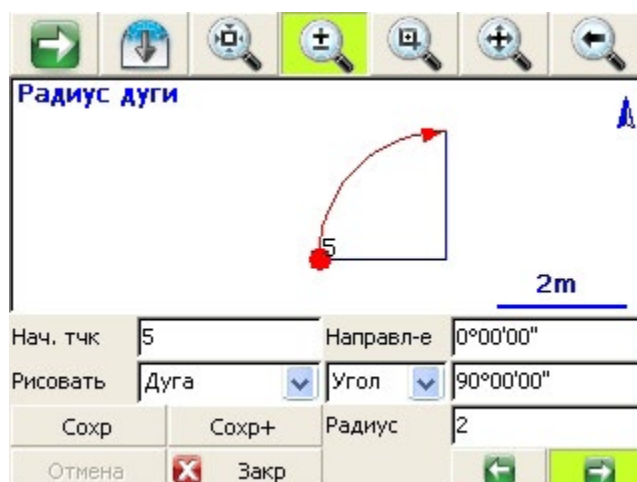 Радиус дуги
5
2m
Нач. тчк 5 Направл-е 0°00'00"
Рисовать Дуга Угол 90°00'00"
Сохр Сохр+ Радиус 2
Отмена Закр